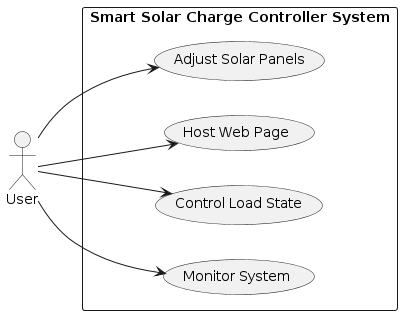 Smart Solar Charge Controller System
Adjust Solar Panels
Host Web Page
Control Load State
User
Monitor System